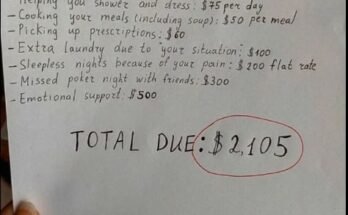 Helping you shower and dress: $75 per day
- Cooking your meals (including soup): $50 per meal
- Picking up prescriptions: $60
- Extra laundry due to your situation: $100
- Sleepless nights because of your pain: $200 flat rate
- Missed poker night with friends: $300
- Emotional support: $500
TOTAL DUE: $2,105